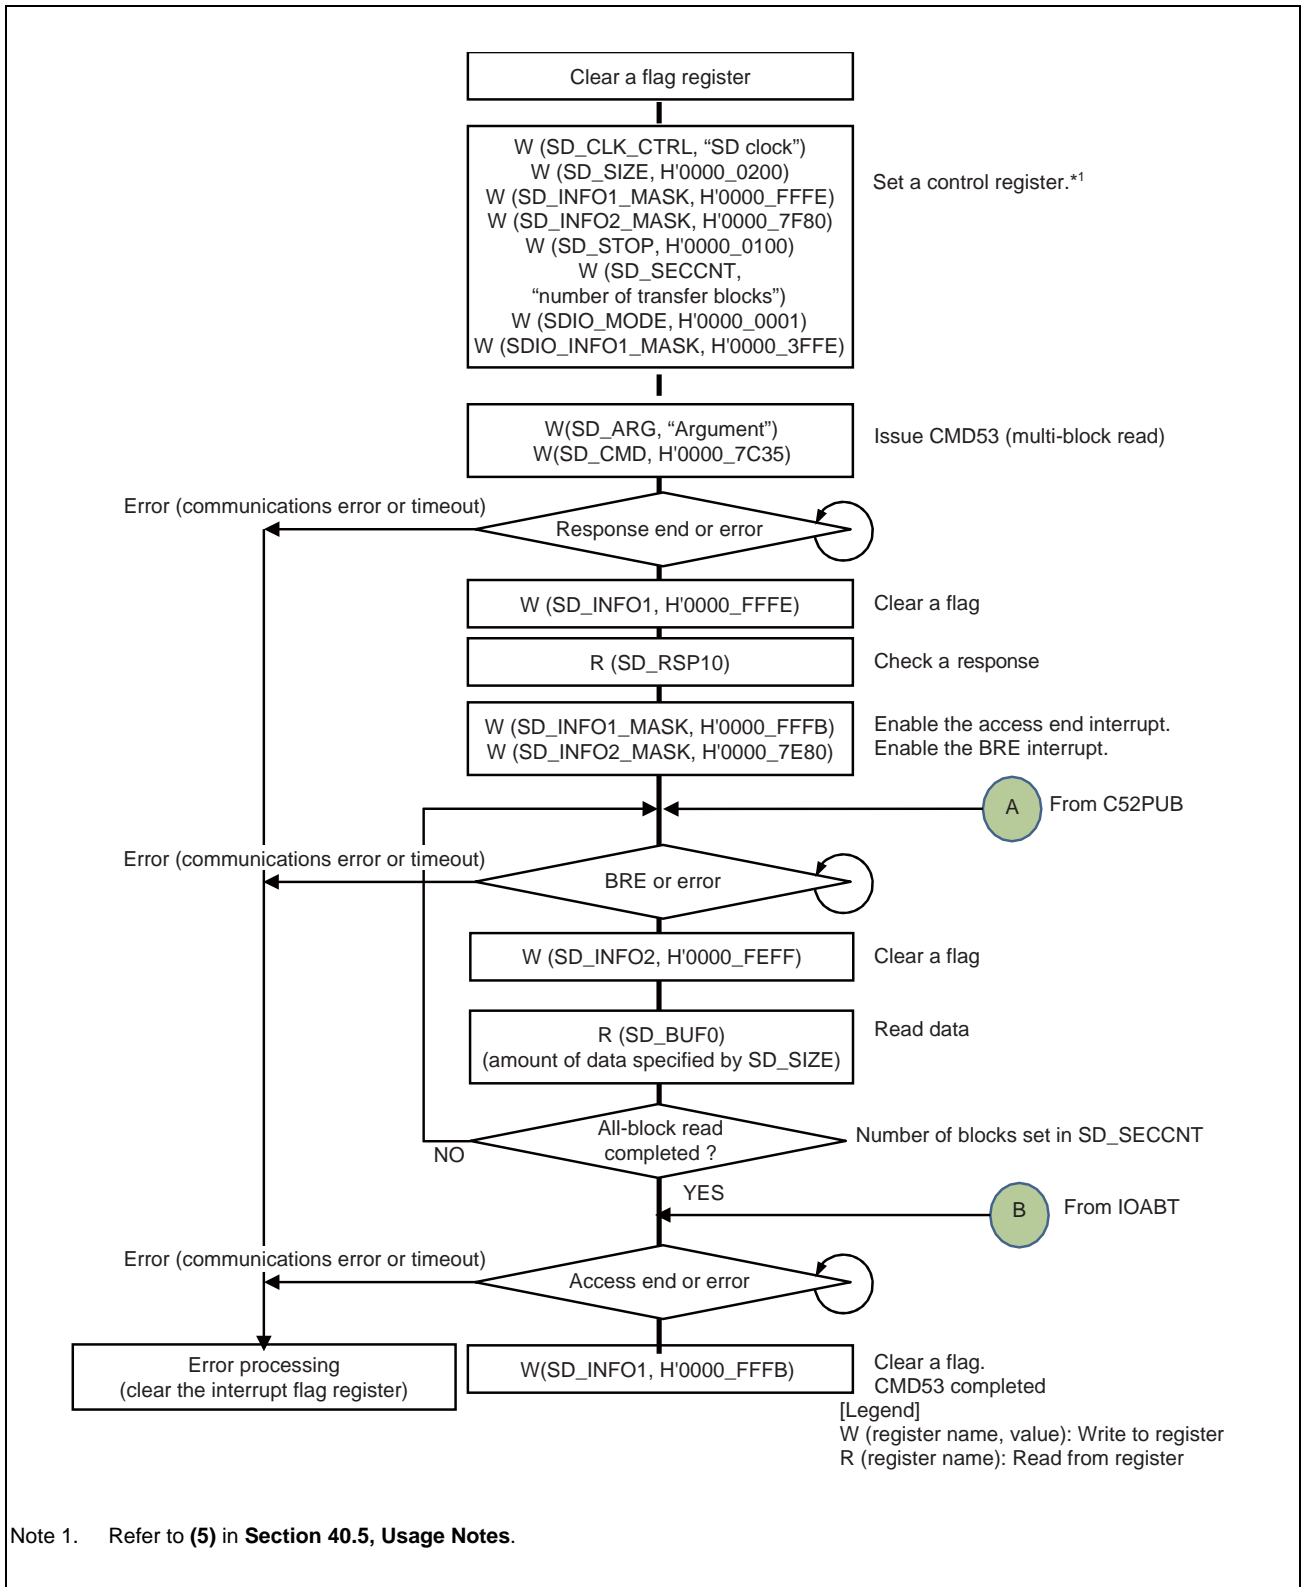 Clear a flag register
W (SD_CLK_CTRL, “SD clock”)
W (SD_SIZE, H'0000_0200)
W (SD_INFO1_MASK, H'0000_FFFE)
W (SD_INFO2_MASK, H'0000_7F80)
W (SD_STOP, H'0000_0100)
W (SD_SECCNT,
“number of transfer blocks”)
W (SDIO_MODE, H'0000_0001)
W (SDIO_INFO1_MASK, H'0000_3FFE)
Set a control register.*1
W(SD_ARG, “Argument”)
W(SD_CMD, H'0000_7C35)
Issue CMD53 (multi-block read)
Error (communications error or timeout)
Response end or error
W (SD_INFO1, H'0000_FFFE)
Clear a flag
R (SD_RSP10)
Check a response
W (SD_INFO1_MASK, H'0000_FFFB)
W (SD_INFO2_MASK, H'0000_7E80)
Enable the access end interrupt.
Enable the BRE interrupt.
A
From C52PUB
Error (communications error or timeout)
BRE or error
W (SD_INFO2, H'0000_FEFF)
Clear a flag
R (SD_BUF0)
(amount of data specified by SD_SIZE)
Read data
All-block read
completed ?
Number of blocks set in SD_SECCNT
NO
YES
B
From IOABT
Error (communications error or timeout)
Access end or error
Error processing
(clear the interrupt flag register)
W(SD_INFO1, H'0000_FFFB)
Clear a flag.
CMD53 completed
[Legend]
W (register name, value): Write to register
R (register name): Read from register
Note 1. Refer to (5) in Section 40.5, Usage Notes.